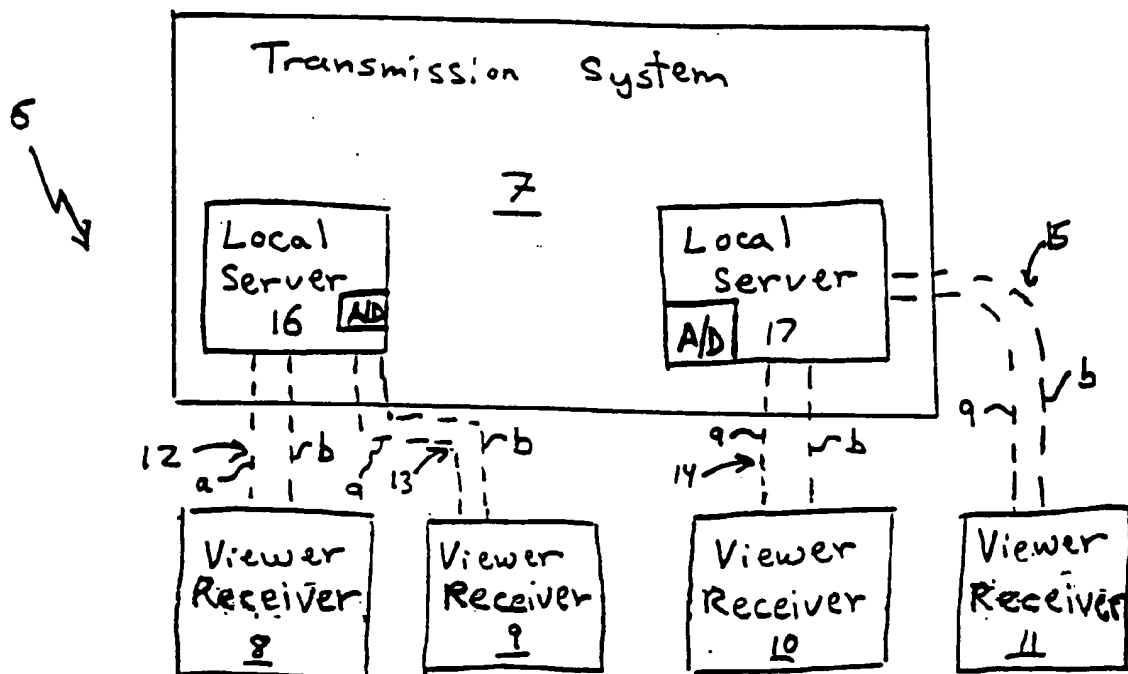 Transmission System
6
7
Local
Server
16
A/D
Local
Server
17
A/D
15
12
a
b
a
13
b
a
14
b
a
b
Viewer
Receiver
8
Viewer
Receiver
9
Viewer
Receiver
10
Viewer
Receiver
11